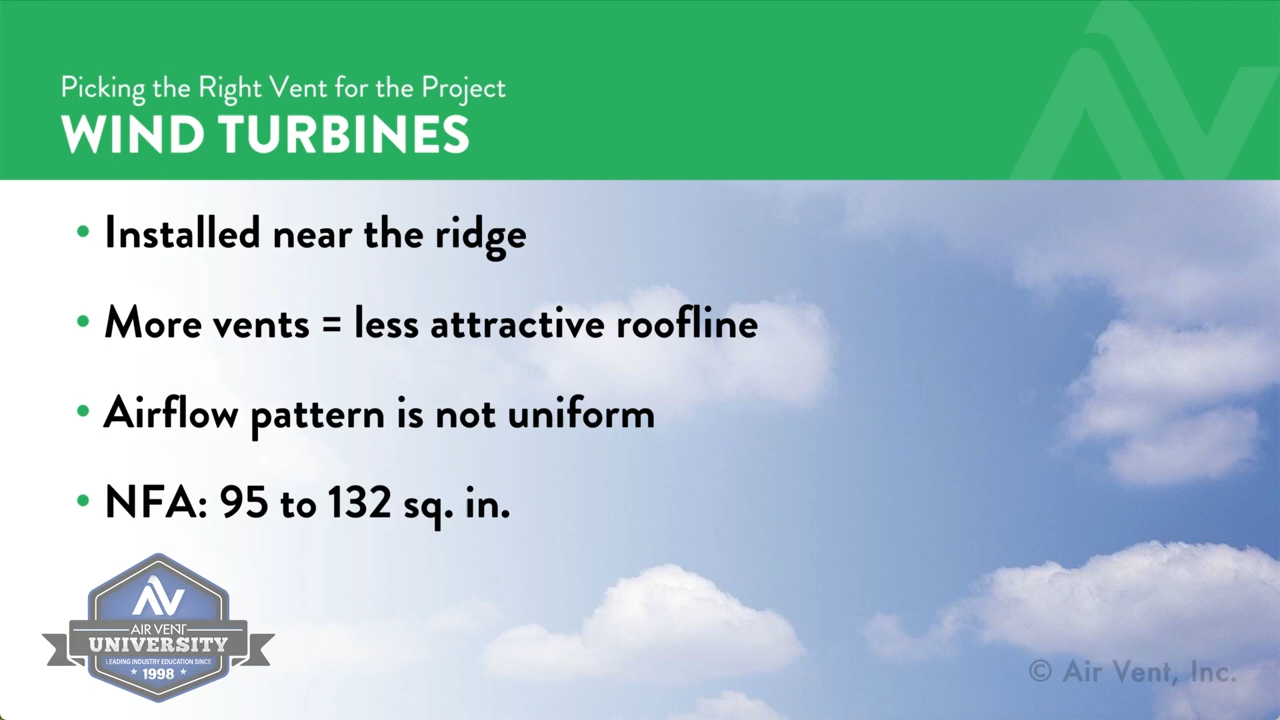 Picking the Right Vent for the Project
WIND TURBINES
• Installed near the ridge
• More vents = less attractive roofline
• Airflow pattern is not uniform
• NFA: 95 to 132 sq. in.
AV
AIR VENT
UNIVERSITY
LEADING INDUSTRY EDUCATION SINCE
1998
© Air Vent, Inc.